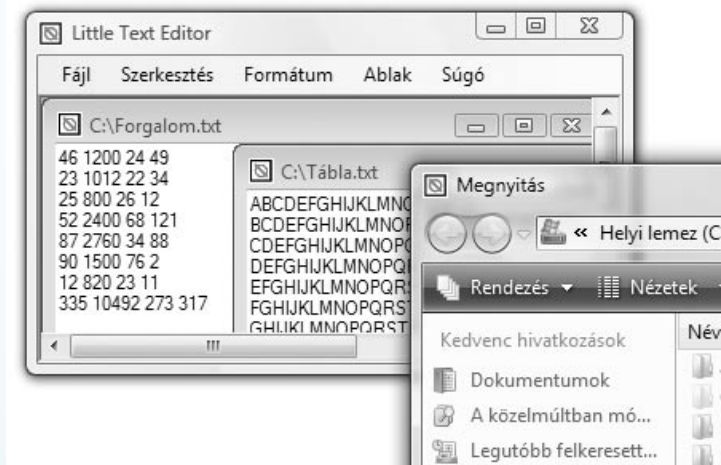 Little Text Editor
Fájl Szerkesztés Formátum Ablak Súgó
C:\Forgalom.txt
46 1200 24 49
23 1012 22 34
25 800 26 12
52 2400 68 121
87 2760 34 88
90 1500 76 2
12 820 23 11
335 10492 273 317
C:\Tábla.txt
ABCDEFGHIJKLMNO
BCDEFGHIJKLMNOP
CDEFGHIJKLMNOPQ
DEFGHIJKLMNOPQR
EFGHIJKLMNOPQRS
FGHIJKLMNOPQRST
GHIJKLMNOPQRST
Megnyitás
« Helyi lemez (C
Rendezés Nézetek
Kedvenc hivatkozások
Név
Dokumentumok
A közelmúltban mó...
Legutóbb felkeresett...